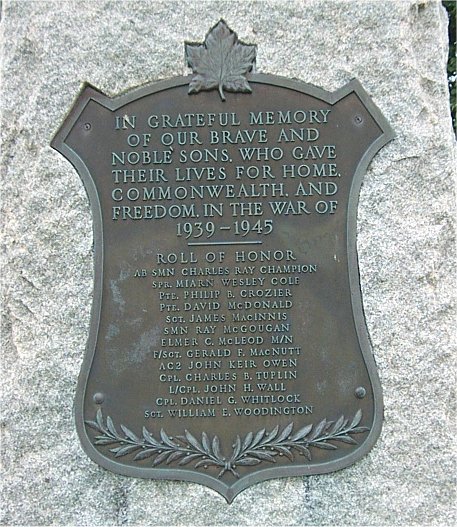 IN GRATEFUL MEMORY
OF OUR BRAVE AND
NOBLE SONS, WHO GAVE
THEIR LIVES FOR HOME,
COMMONWEALTH, AND
FREEDOM, IN THE WAR OF
1939-1945
ROLL OF HONOR
AB SMN CHARLES RAY CHAMPION
SPR. MIARN WESLEY COLE
PTE. PHILIP B. CROZIER
PTE. DAVID McDONALD
SGT. JAMES MacINNIS
SMN RAY McGOUGAN
ELMER C. McLEOD M/N
F/SGT. GERALD F. MacNUTT
AC2 JOHN KEIR OWEN
CPL. CHARLES B. TUPLIN
L/CPL. JOHN H. WALL
CPL. DANIEL G. WHITLOCK
SGT. WILLIAM E. WOODINGTON